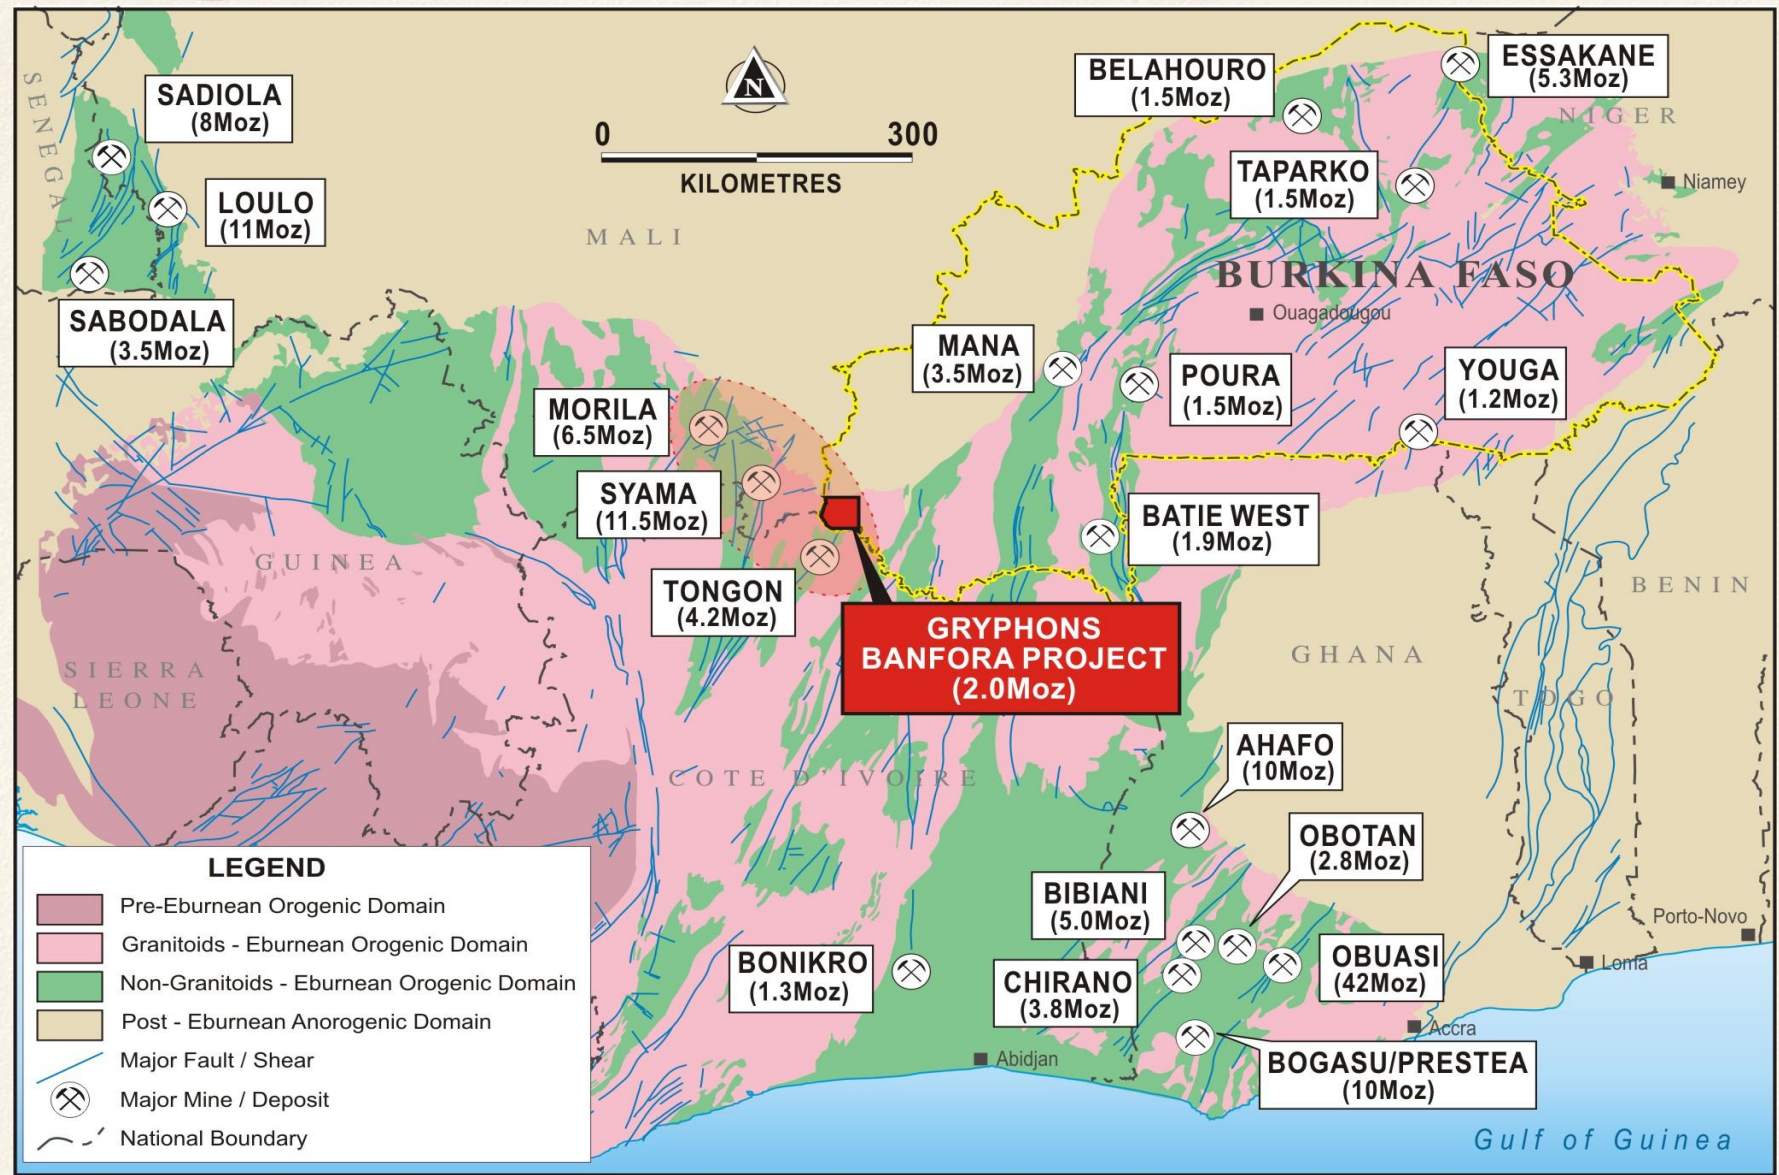 SENEGAL
SADIOLA
(8Moz)
LOULO
(11Moz)
SABODALA
(3.5Moz)
N
0 300
KILOMETRES
MALI
BELAHOURO
(1.5Moz)
ESSAKANE
(5.3Moz)
NIGER
TAPARKO
(1.5Moz)
Niamey
BURKINA FASO
Ouagadougou
MANA
(3.5Moz)
POURA
(1.5Moz)
YOUGA
(1.2Moz)
MORILA
(6.5Moz)
SYAMA
(11.5Moz)
TONGON
(4.2Moz)
BATIE WEST
(1.9Moz)
GUINEA
SIERRA
LEONE
GRYPHONS
BANFORA PROJECT
(2.0Moz)
GHANA
BENIN
TOGO
COTE D'IVOIRE
AHAFO
(10Moz)
OBOTAN
(2.8Moz)
BIBIANI
(5.0Moz)
CHIRANO
(3.8Moz)
OBUASI
(42Moz)
BONIKRO
(1.3Moz)
BOGASU/PRESTEA
(10Moz)
Porto-Novo
Loma
Accra
Abidjan
Gulf of Guinea
LEGEND
Pre-Eburnean Orogenic Domain
Granitoids - Eburnean Orogenic Domain
Non-Granitoids - Eburnean Orogenic Domain
Post - Eburnean Anorogenic Domain
Major Fault / Shear
Major Mine / Deposit
National Boundary